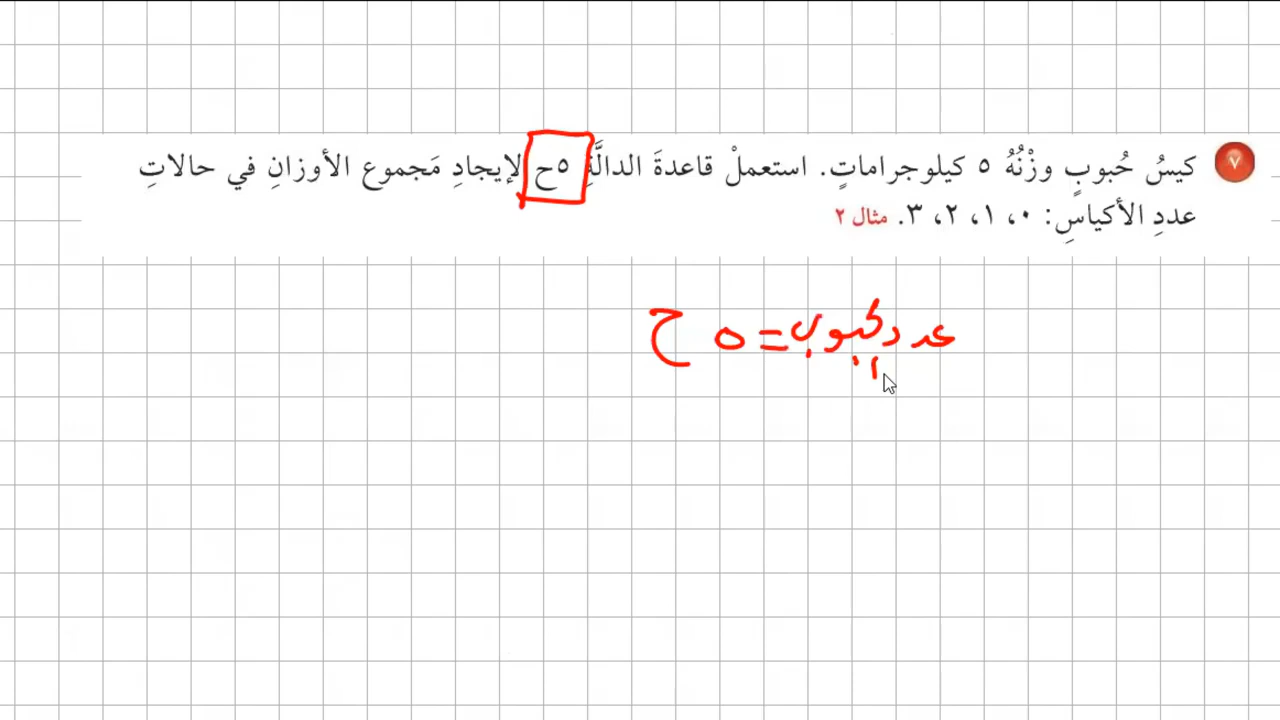 ٧ كيسُ حُبوبٍ وزْنُهُ ٥ كيلوجراماتٍ. استعملْ قاعدةَ الدالَّةِ ٥ح لإيجادِ مَجموع الأوزانِ في حالاتِ
عددِ الأكياسِ: ٠، ١، ٢، ٣. مثال ٢
عدد حبوب = ٥ ح